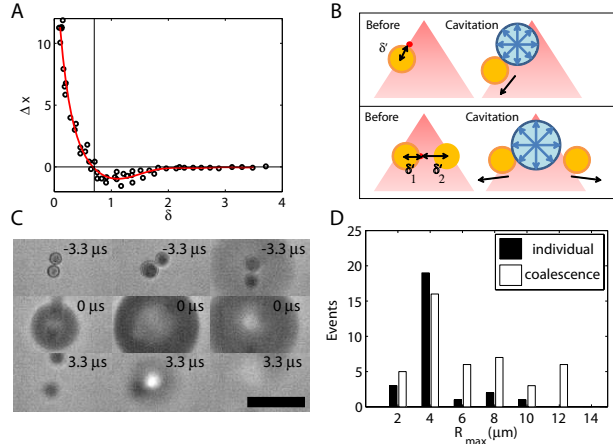 A
10
5
0
Δ x
0
1
2
3
4
δ
B
Before
Cavitation
δ'
Before
Cavitation
δ'1
δ'2
C
-3.3 µs
-3.3 µs
-3.3 µs
0 µs
0 µs
0 µs
3.3 µs
3.3 µs
3.3 µs
D
25
20
15
10
5
0
Events
individual
coalescence
2
4
6
8
10
12
14
Rmax(µm)